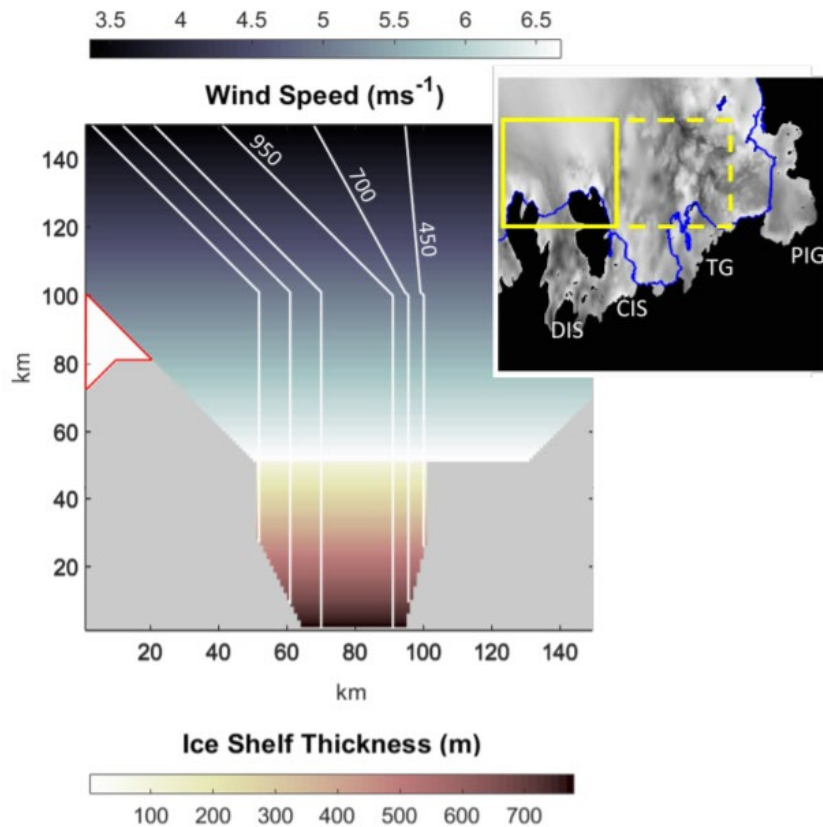 3.5 4 4.5 5 5.5 6 6.5
Wind Speed (ms⁻¹)
140
120
100
80
60
40
20
km
950
700
450
20 40 60 80 100 120 140
km
PIG
TG
CIS
DIS
Ice Shelf Thickness (m)
100 200 300 400 500 600 700